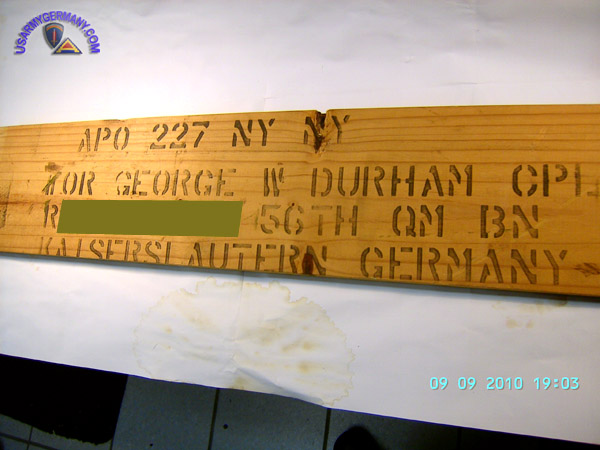 USARMYGERMANY.COM
APO 227 NY NY
FOR GEORGE W DURHAM CPL
R 56TH QM BN
KAISERSLAUTERN GERMANY
09 09 2010 19:03